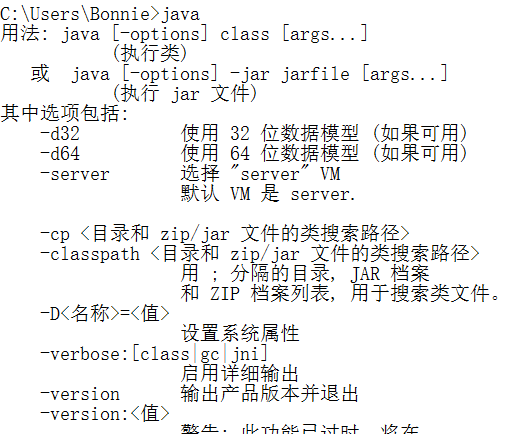 C:\Users\Bonnie>java
用法: java [-options] class [args...]
(执行类)
或 java [-options] -jar jarfile [args...]
(执行 jar 文件)
其中选项包括:
-d32 使用 32 位数据模型 (如果可用)
-d64 使用 64 位数据模型 (如果可用)
-server 选择 "server" VM
默认 VM 是 server.
-cp <目录和 zip/jar 文件的类搜索路径>
-classpath <目录和 zip/jar 文件的类搜索路径>
用 ; 分隔的目录, JAR 档案
和 ZIP 档案列表, 用于搜索类文件。
-D<名称>=<值>
设置系统属性
-verbose:[class|gc|jni]
启用详细输出
-version 输出产品版本并退出
-version:<值>
警告: 此功能已过时, 将在